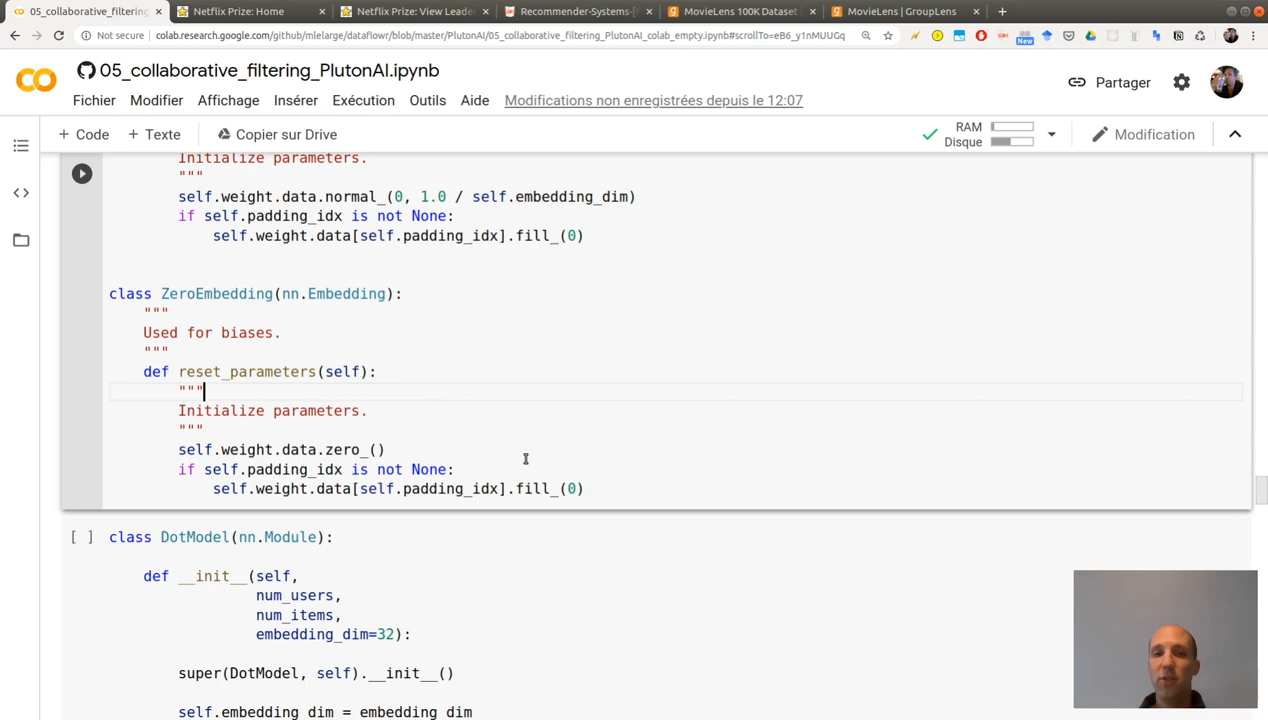 05_collaborative_filtering
Netflix Prize: Home
Netflix Prize: View Leade
Recommender-Systems-[
MovieLens 100K Dataset
MovieLens | GroupLens
Not secure
colab.research.google.com/github/mlelarge/dataflowr/blob/master/PlutonAI/05_collaborative_filtering_PlutonAI_colab_empty.ipynb#scrollTo=eB6_y1nMUUGq
New
05_collaborative_filtering_PlutonAI.ipynb
Partager
Fichier Modifier Affichage Insérer Exécution Outils Aide Modifications non enregistrées depuis le 12:07
+ Code + Texte Copier sur Drive
RAM
Disque
Modification
Initialize parameters.
"""
self.weight.data.normal_(0, 1.0 / self.embedding_dim)
if self.padding_idx is not None:
self.weight.data[self.padding_idx].fill_(0)
class ZeroEmbedding(nn.Embedding):
"""
Used for biases.
"""
def reset_parameters(self):
"""
Initialize parameters.
"""
self.weight.data.zero_()
if self.padding_idx is not None:
self.weight.data[self.padding_idx].fill_(0)
[ ] class DotModel(nn.Module):
def __init__(self,
num_users,
num_items,
embedding_dim=32):
super(DotModel, self).__init__()
self.embedding_dim = embedding_dim